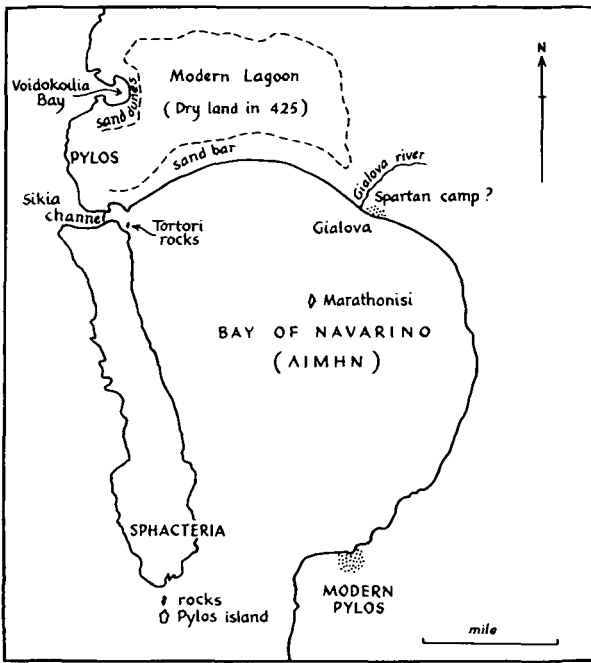 N
Voidokoilia
Bay
sand dunes
Modern Lagoon
(Dry land in 425)
PYLOS
sand bar
Gialova river
Spartan camp ?
Sikia
channel
Tortori
rocks
Gialova
Marathonisi
BAY OF NAVARINO
(ΛΙΜΗΝ)
SPHACTERIA
rocks
Pylos island
MODERN
PYLOS
mile